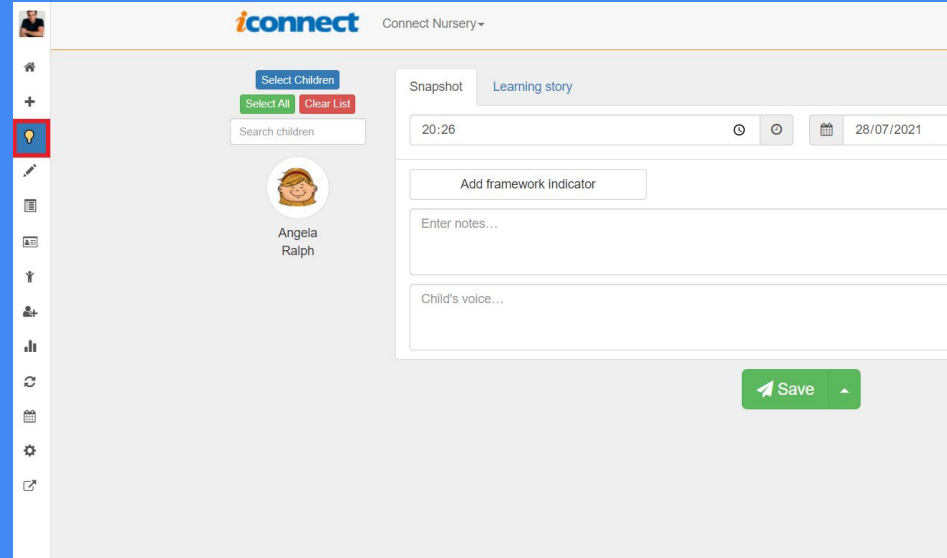 iconnect
Connect Nursery
Select Children
Select All Clear List
Search children
Angela
Ralph
Snapshot Learning story
20:26 28/07/2021
Add framework indicator
Enter notes...
Child's voice...
Save